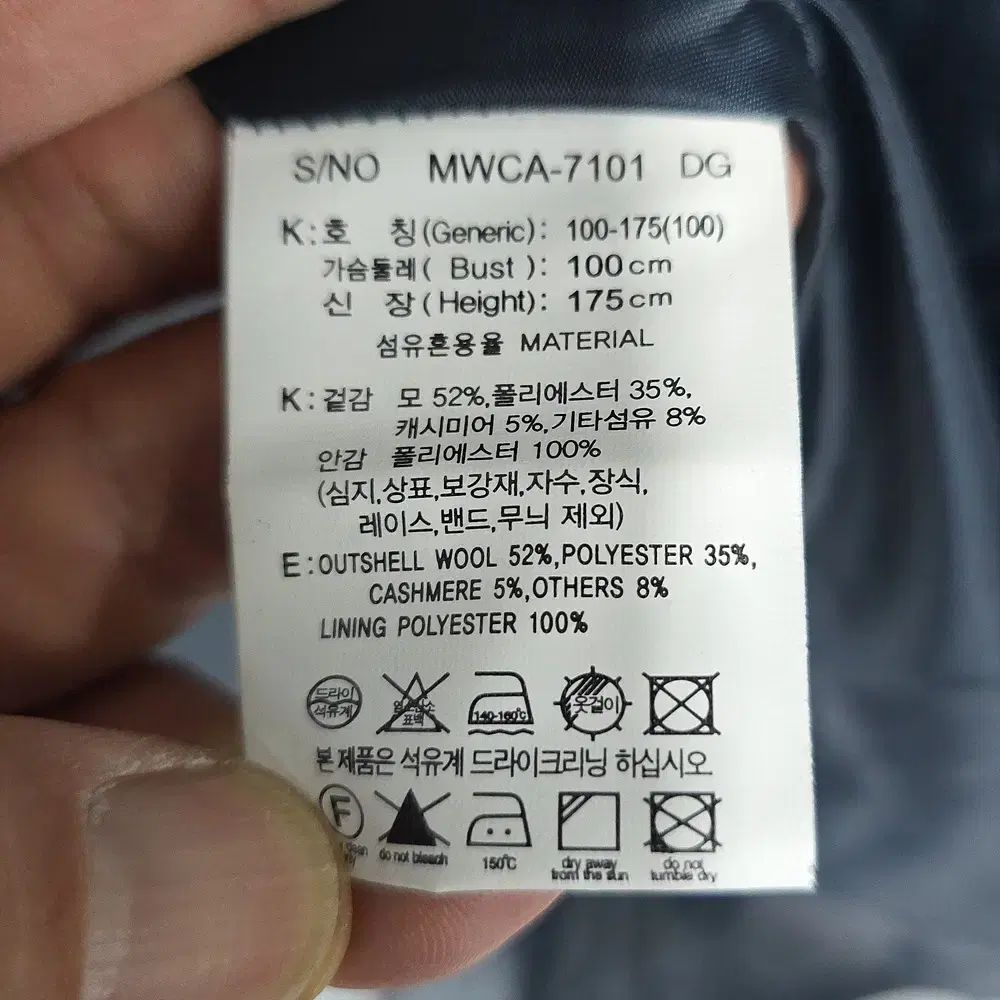 S/NO MWCA-7101 DG
K:호 칭(Generic): 100-175(100)
가슴둘레( Bust ): 100cm
신 장(Height): 175cm
섬유혼용율 MATERIAL
K:겉감 모 52%,폴리에스터 35%,
캐시미어 5%,기타섬유 8%
안감 폴리에스터 100%
(심지,상표,보강재,자수,장식,
레이스,밴드,무늬 제외)
E:OUTSHELL WOOL 52%,POLYESTER 35%,
CASHMERE 5%,OTHERS 8%
LINING POLYESTER 100%
드라이 140-160℃ 옷걸이
석유계 표백
본 제품은 석유계 드라이크리닝 하십시오
F
do not bleach 150℃ dry away do not
from the sun tumble dry